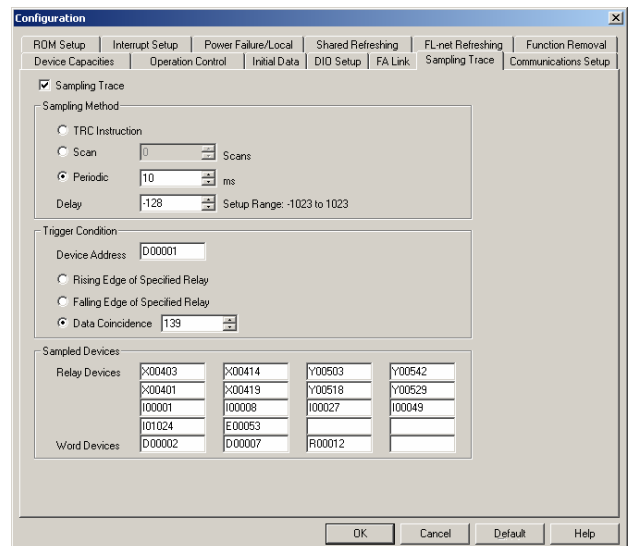 Configuration
ROM Setup Interrupt Setup Power Failure/Local Shared Refreshing FL-net Refreshing Function Removal
Device Capacities Operation Control Initial Data DIO Setup FA Link Sampling Trace Communications Setup
Sampling Trace
Sampling Method
TRC Instruction
Scan 0 Scans
Periodic 10 ms
Delay -128 Setup Range: -1023 to 1023
Trigger Condition
Device Address D00001
Rising Edge of Specified Relay
Falling Edge of Specified Relay
Data Coincidence 139
Sampled Devices
Relay Devices X00403 X00414 Y00503 Y00542
X00401 X00419 Y00518 Y00529
I00001 I00008 I00027 I00049
I01024 E00053
Word Devices D00002 D00007 R00012
OK Cancel Default Help